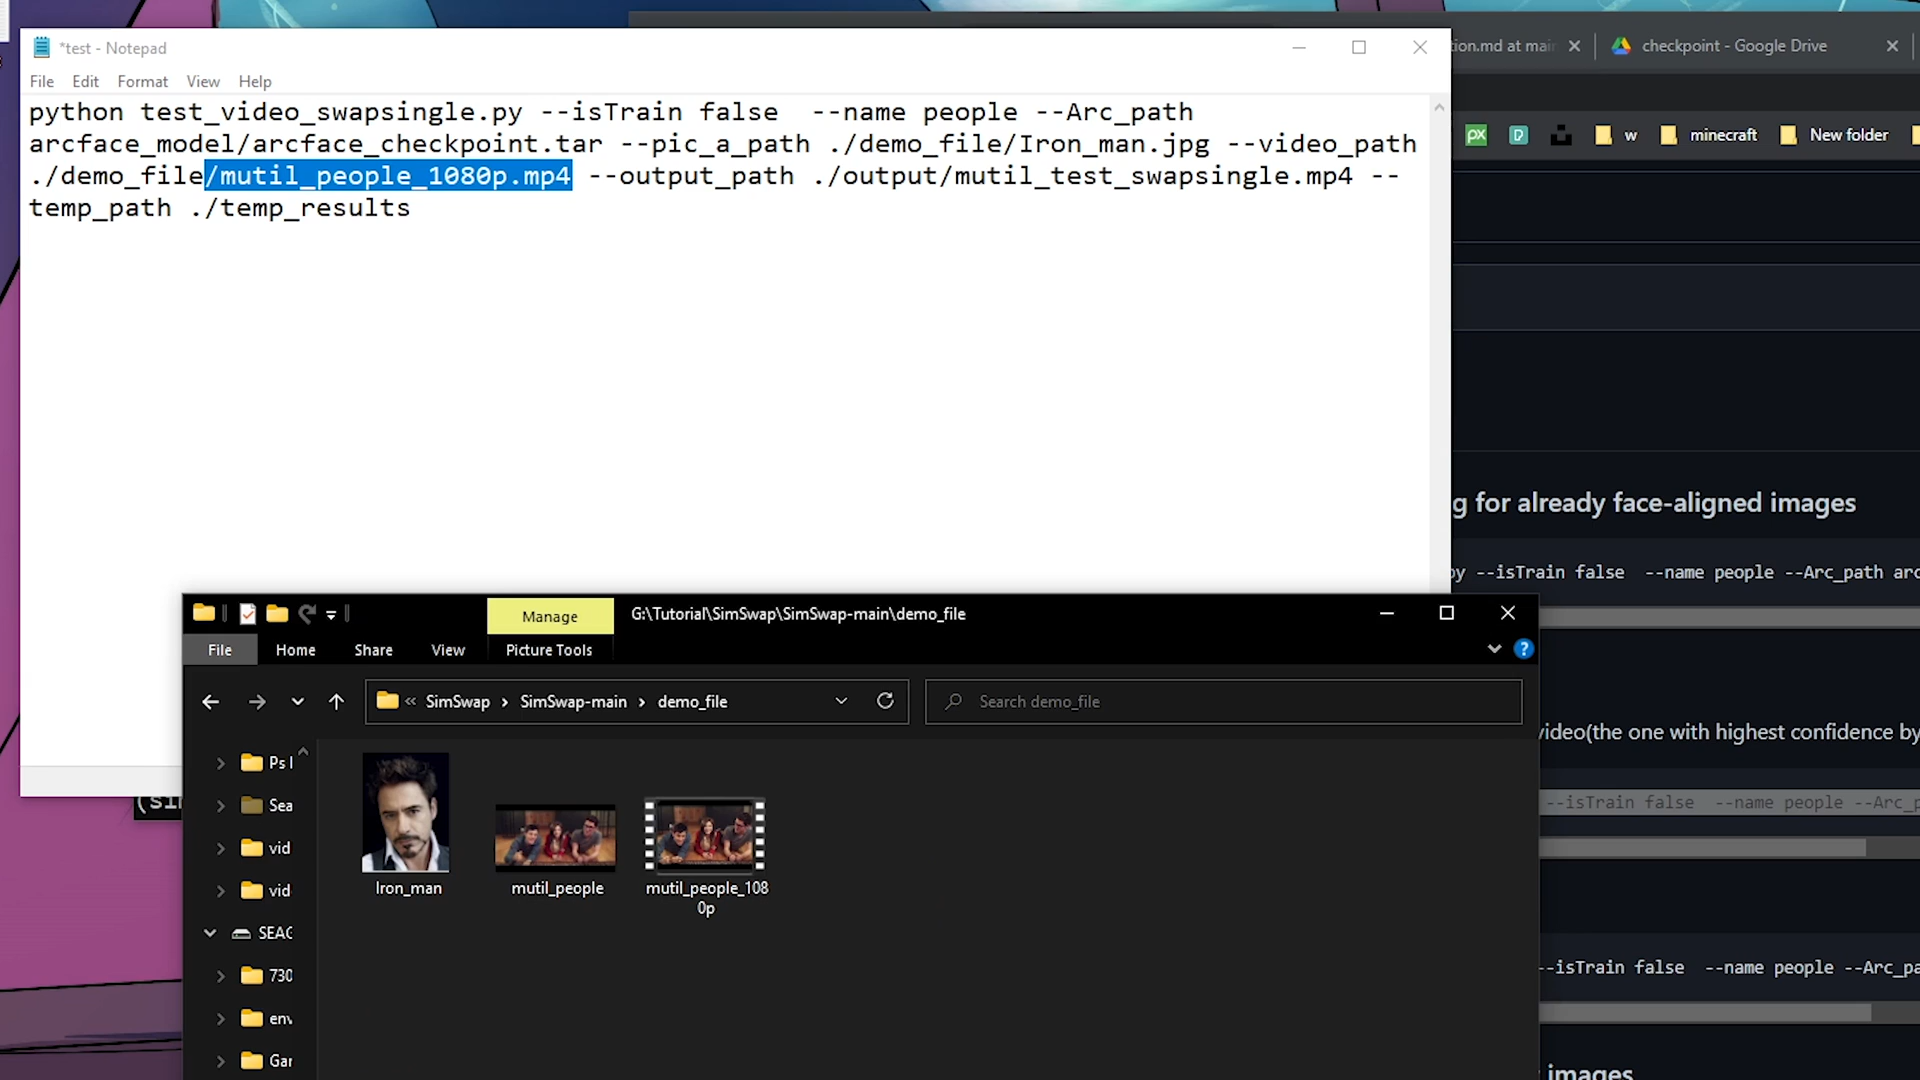 *test - Notepad
tion.md at main
checkpoint - Google Drive
File Edit Format View Help
python test_video_swapsingle.py --isTrain false  --name people --Arc_path
arcface_model/arcface_checkpoint.tar --pic_a_path ./demo_file/Iron_man.jpg --video_path
./demo_file/mutil_people_1080p.mp4 --output_path ./output/mutil_test_swapsingle.mp4 --
temp_path ./temp_results
w minecraft New folder
g for already face-aligned images
py --isTrain false  --name people --Arc_path arc
Manage G:\Tutorial\SimSwap\SimSwap-main\demo_file
File Home Share View Picture Tools
« SimSwap > SimSwap-main > demo_file
Search demo_file
video(the one with highest confidence by
--isTrain false  --name people --Arc_p
Ps
Sea
vid
vid
SEAG
730
env
Gar
Iron_man
mutil_people
mutil_people_108
0p
--isTrain false  --name people --Arc_pa
images